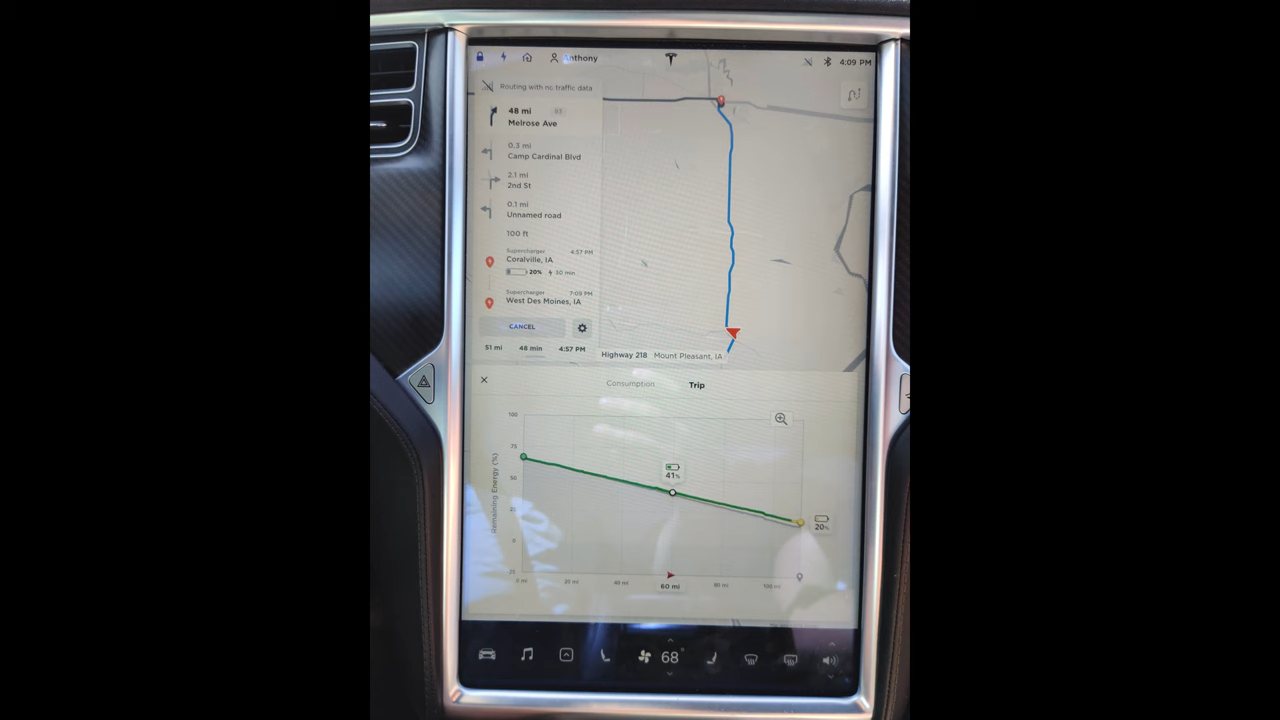 Anthony
4:09 PM
Routing with no traffic data
48 mi
Melrose Ave
0.3 mi
Camp Cardinal Blvd
2.1 mi
2nd St
0.1 mi
Unnamed road
100 ft
Supercharger 4:57 PM
Coralville, IA
20% 30 min
Supercharger 7:09 PM
West Des Moines, IA
CANCEL
51 mi 48 min 4:57 PM
Highway 218 Mount Pleasant, IA
Consumption Trip
100
75
50
25
0
Remaining Energy (%)
41%
20%
0 mi 20 mi 40 mi 60 mi 80 mi 100 mi
68°